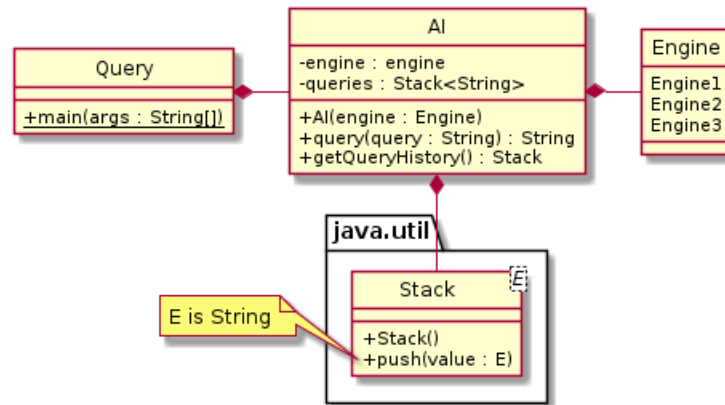 Query
+main(args : String[])
AI
-engine : engine
-queries : Stack<String>
+AI(engine : Engine)
+query(query : String) : String
+getQueryHistory() : Stack
Engine
Engine1
Engine2
Engine3
java.util
Stack
E
+Stack()
+push(value : E)
E is String